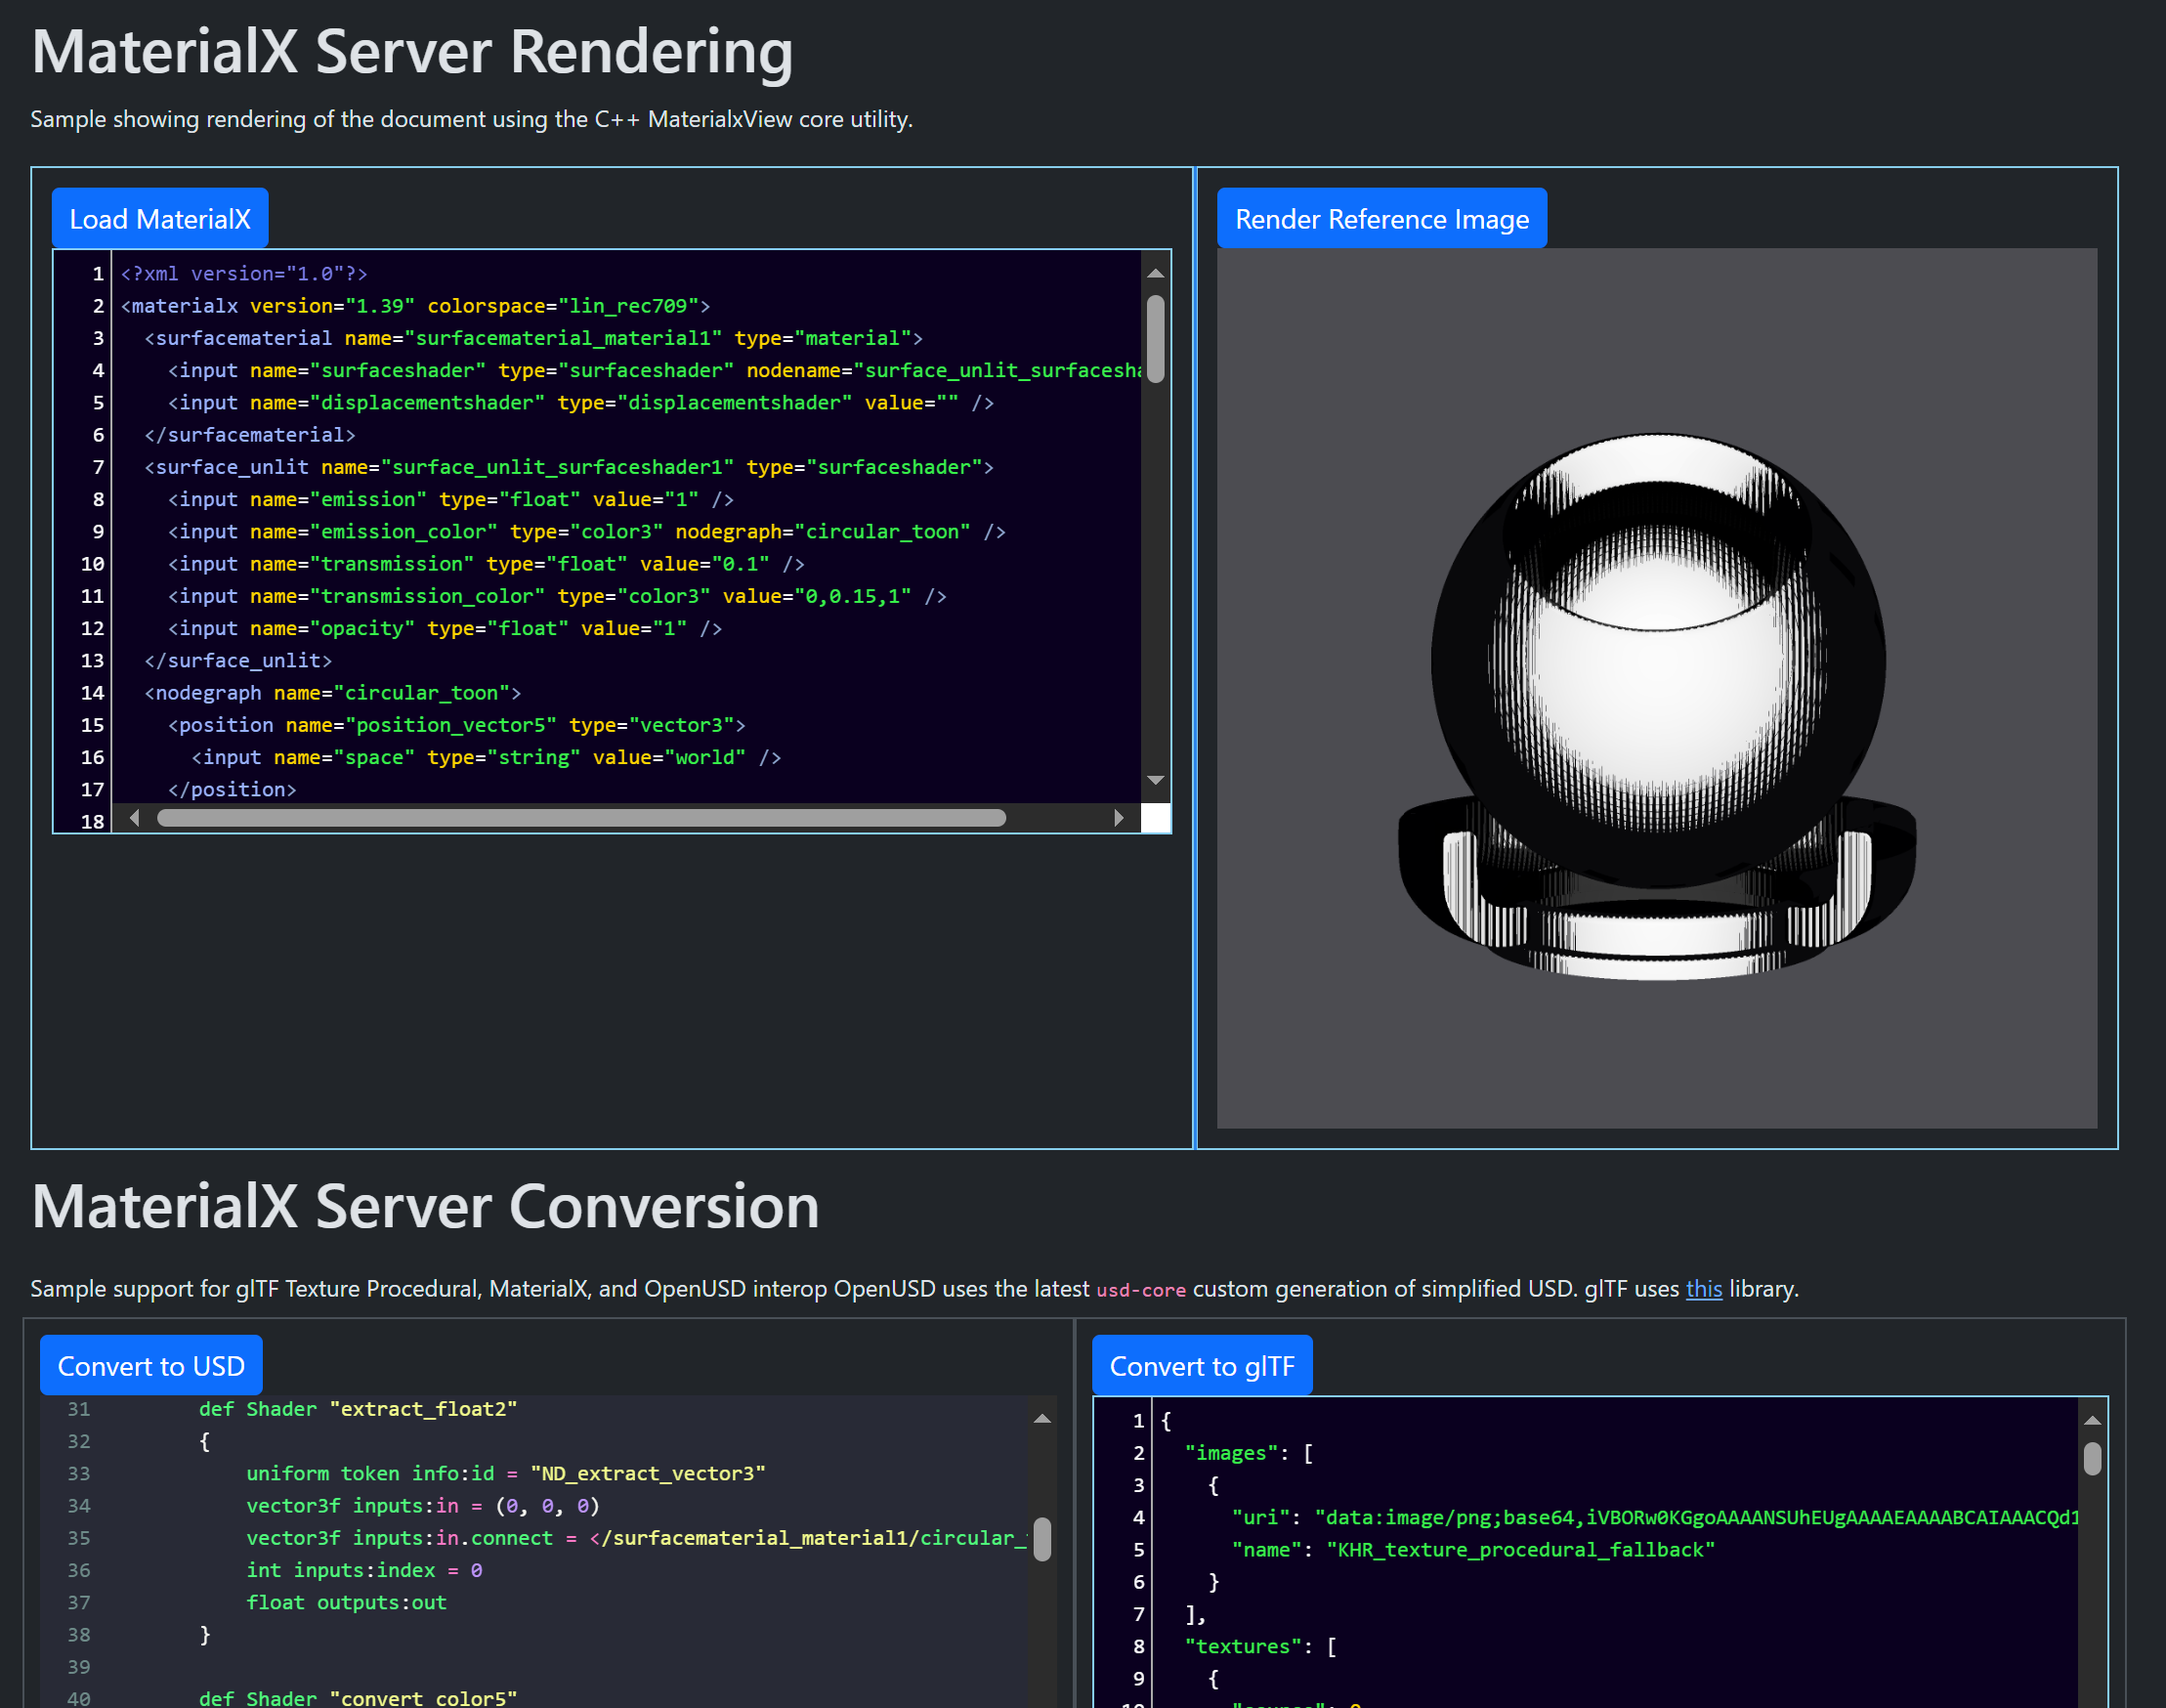 MaterialX Server Rendering
Sample showing rendering of the document using the C++ MaterialxView core utility.
Load MaterialX
1 <?xml version="1.0"?>
2 <materialx version="1.39" colorspace="lin_rec709">
3 <surfacematerial name="surfacematerial_material1" type="material">
4 <input name="surfaceshader" type="surfaceshader" nodename="surface_unlit_surfacesha
5 <input name="displacementshader" type="displacementshader" value="" />
6 </surfacematerial>
7 <surface_unlit name="surface_unlit_surfaceshader1" type="surfaceshader">
8 <input name="emission" type="float" value="1" />
9 <input name="emission_color" type="color3" nodegraph="circular_toon" />
10 <input name="transmission" type="float" value="0.1" />
11 <input name="transmission_color" type="color3" value="0,0.15,1" />
12 <input name="opacity" type="float" value="1" />
13 </surface_unlit>
14 <nodegraph name="circular_toon">
15 <position name="position_vector5" type="vector3">
16 <input name="space" type="string" value="world" />
17 </position>
18
Render Reference Image
MaterialX Server Conversion
Sample support for glTF Texture Procedural, MaterialX, and OpenUSD interop OpenUSD uses the latest usd-core custom generation of simplified USD. glTF uses this library.
Convert to USD
31 def Shader "extract_float2"
32 {
33 uniform token info:id = "ND_extract_vector3"
34 vector3f inputs:in = (0, 0, 0)
35 vector3f inputs:in.connect = </surfacematerial_material1/circular_
36 int inputs:index = 0
37 float outputs:out
38 }
39
40 def Shader "convert_color5"
Convert to glTF
1 {
2 "images": [
3 {
4 "uri": "data:image/png;base64,iVBORw0KGgoAAAANSUhEUgAAAAEAAAABCAIAAACQd1
5 "name": "KHR_texture_procedural_fallback"
6 }
7 ],
8 "textures": [
9 {